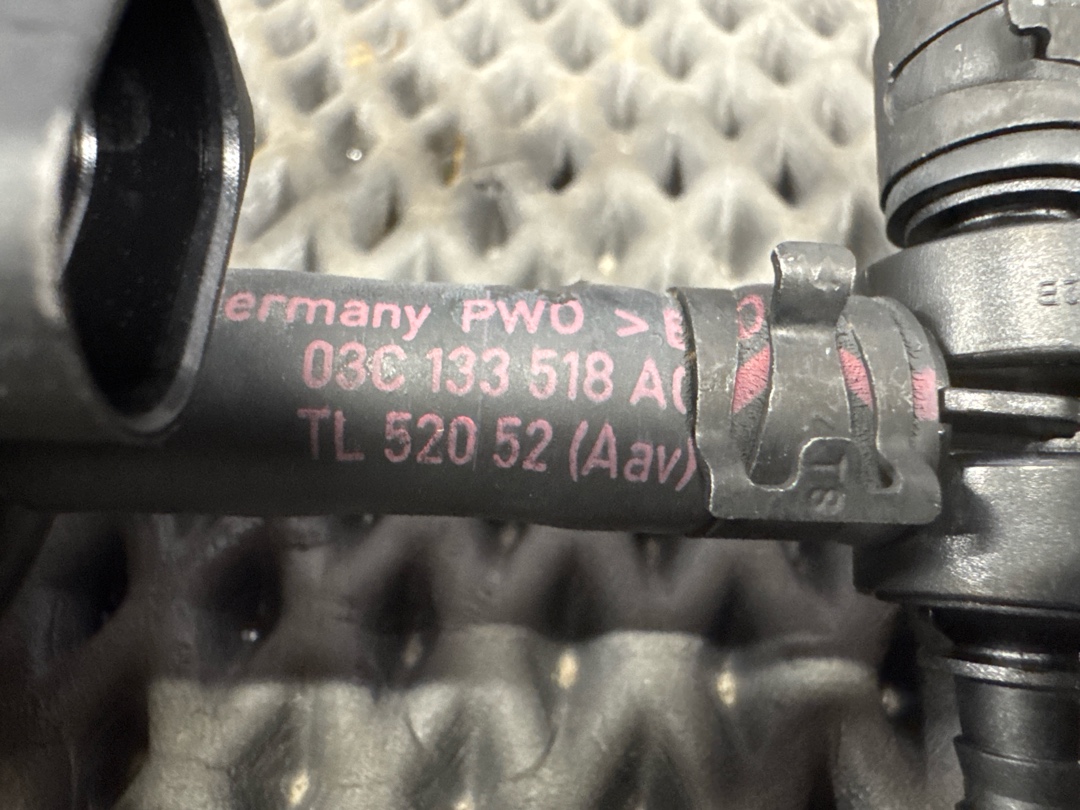 ermany PWO >
03C 133 518 A
TL 520 52 (Aav)